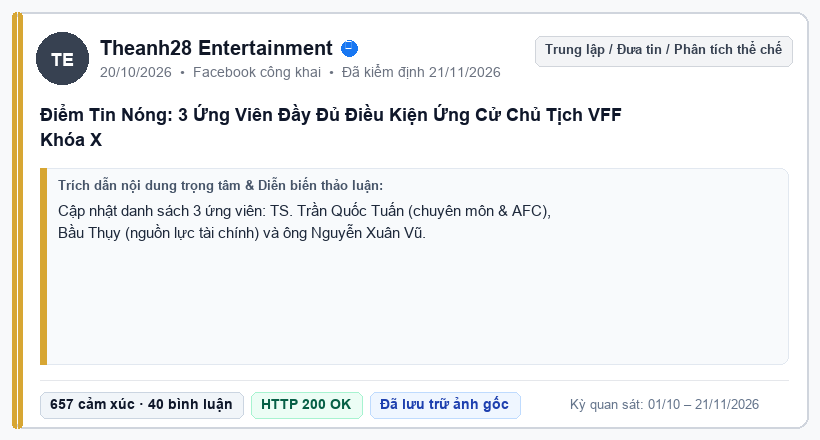 TE
Theanh28 Entertainment
20/10/2026 • Facebook công khai • Đã kiểm định 21/11/2026
Trung lập / Đưa tin / Phân tích thể chế
Điểm Tin Nóng: 3 Ứng Viên Đầy Đủ Điều Kiện Ứng Cử Chủ Tịch VFF
Khóa X
Trích dẫn nội dung trọng tâm & Diễn biến thảo luận:
Cập nhật danh sách 3 ứng viên: TS. Trần Quốc Tuấn (chuyên môn & AFC),
Bầu Thụy (nguồn lực tài chính) và ông Nguyễn Xuân Vũ.
657 cảm xúc · 40 bình luận
HTTP 200 OK
Đã lưu trữ ảnh gốc
Kỳ quan sát: 01/10 – 21/11/2026